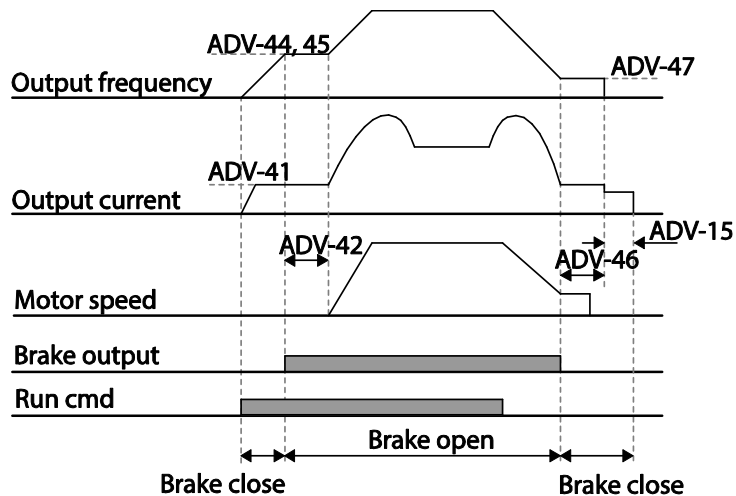 ADV-44, 45
ADV-47
Output frequency
ADV-41
Output current
ADV-15
ADV-42
ADV-46
Motor speed
Brake output
Run cmd
Brake open
Brake close
Brake close